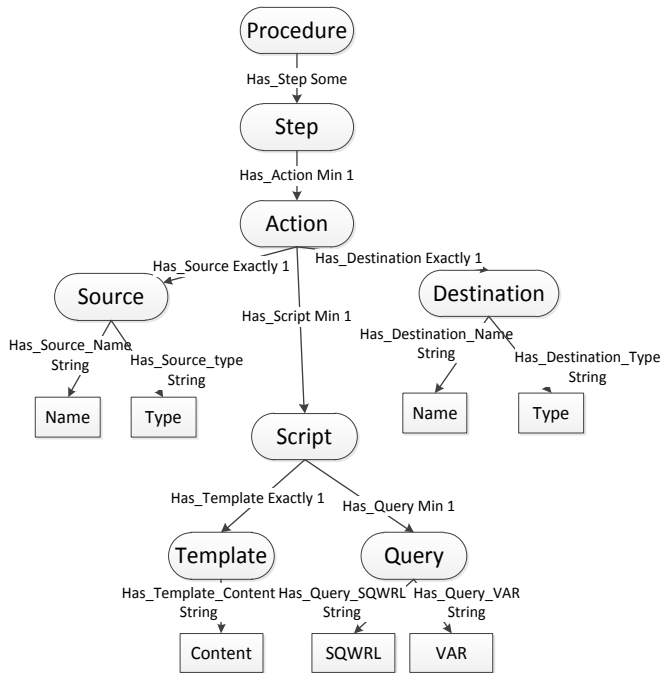 Procedure
Has_Step Some
Step
Has_Action Min 1
Action
Has_Source Exactly 1
Has_Destination Exactly 1
Source
Destination
Has_Script Min 1
Has_Source_Name
String
Has_Source_type
String
Has_Destination_Name
String
Has_Destination_Type
String
Name
Type
Name
Type
Script
Has_Template Exactly 1
Has_Query Min 1
Template
Query
Has_Template_Content
String
Has_Query_SQWRL
String
Has_Query_VAR
String
Content
SQWRL
VAR